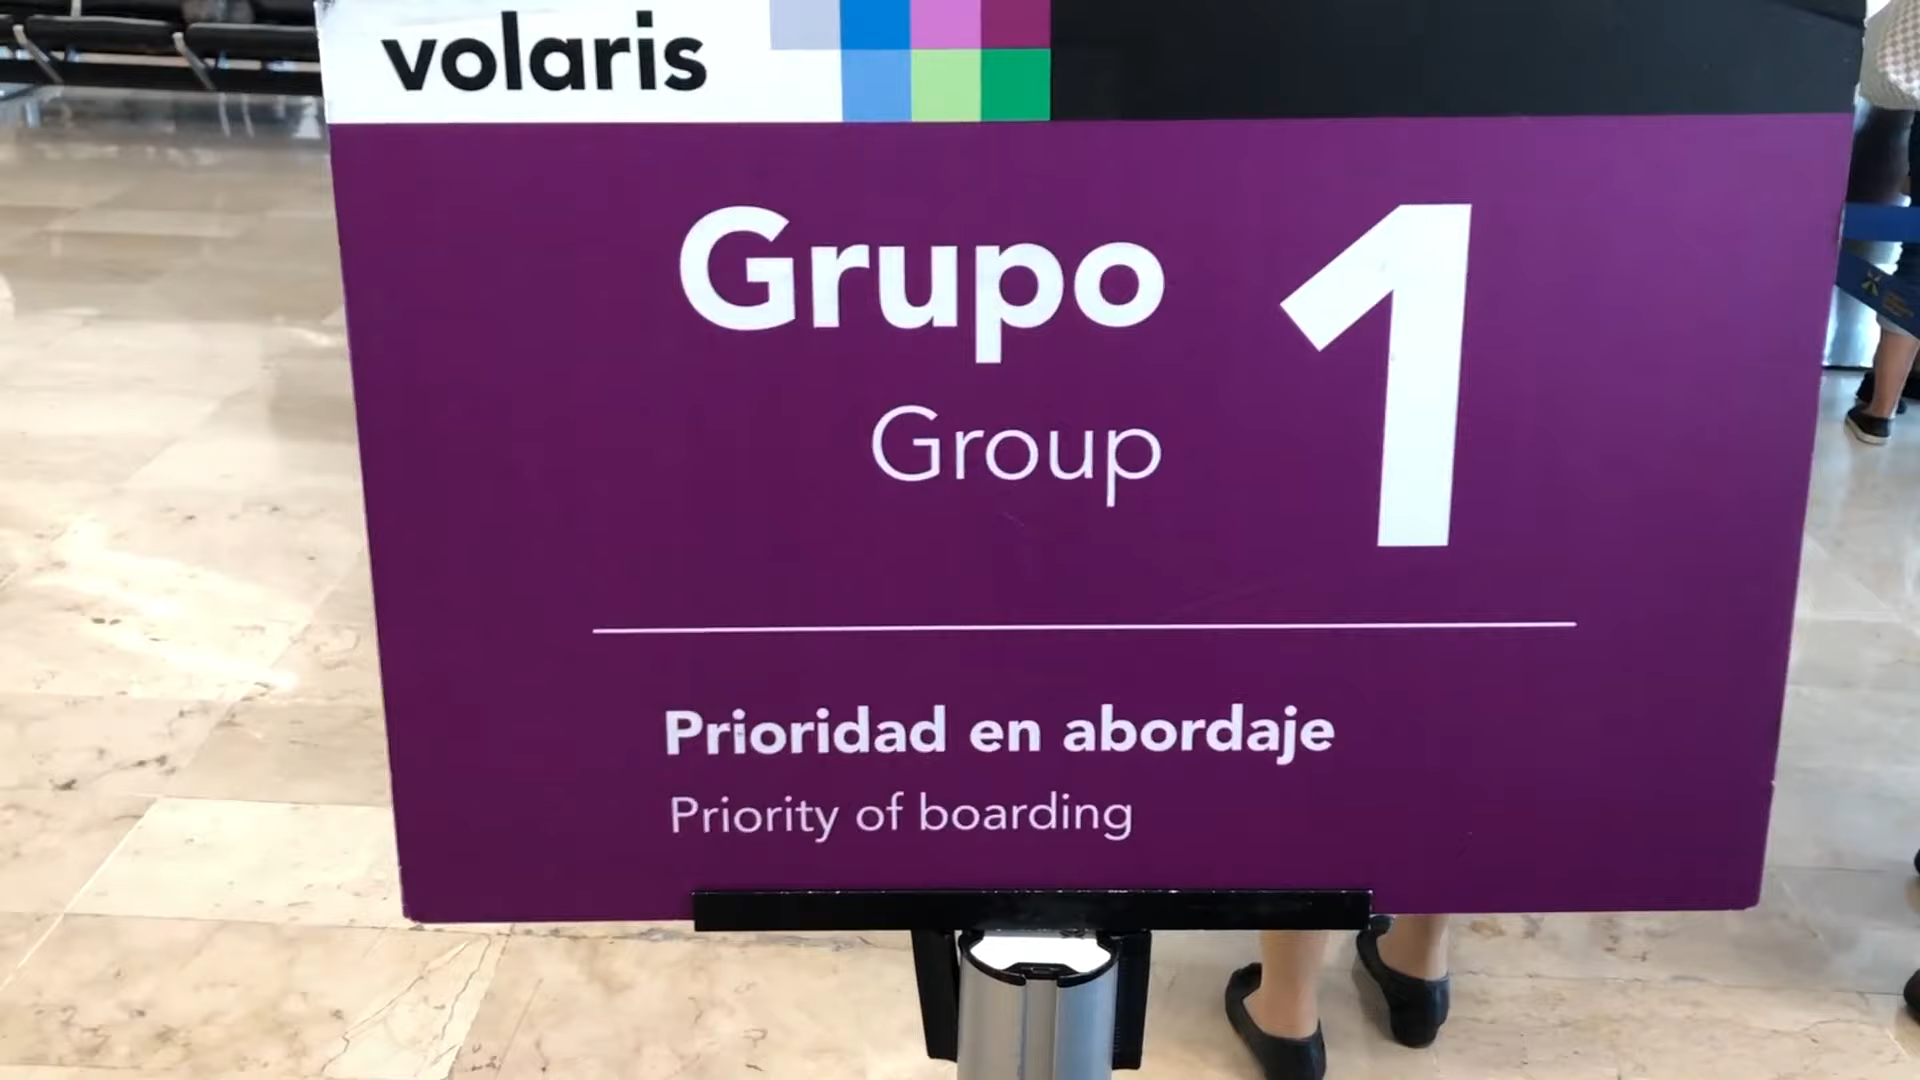 volaris
Grupo 1
Group
Prioridad en abordaje
Priority of boarding